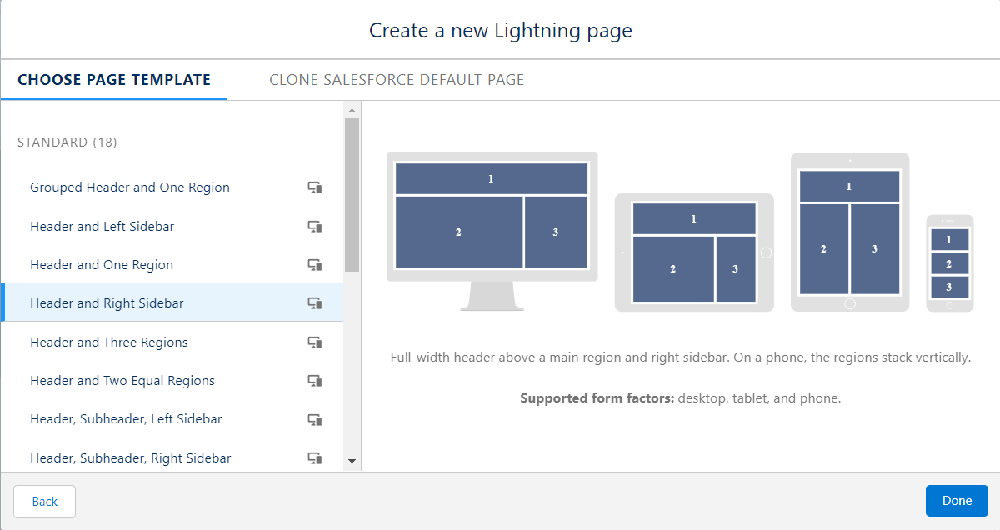 Create a new Lightning page
CHOOSE PAGE TEMPLATE
CLONE SALESFORCE DEFAULT PAGE
STANDARD (18)
Grouped Header and One Region
Header and Left Sidebar
Header and One Region
Header and Right Sidebar
Header and Three Regions
Header and Two Equal Regions
Header, Subheader, Left Sidebar
Header, Subheader, Right Sidebar
1
2 3
1
2 3
1
2 3
1
2
3
Full-width header above a main region and right sidebar. On a phone, the regions stack vertically.
Supported form factors: desktop, tablet, and phone.
Back
Done